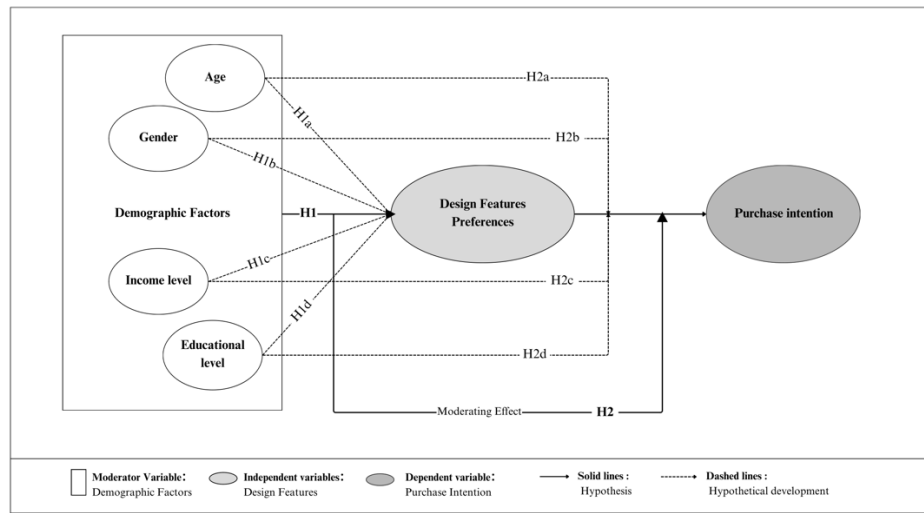 Age
H2a
H1a
Gender
H2b
H1b
Demographic Factors
H1
Design Features
Preferences
Purchase intention
H1c
Income level
H2c
H1d
Educational
level
H2d
Moderating Effect
H2
Moderator Variable:
Demographic Factors
Independent variables:
Design Features
Dependent variable:
Purchase Intention
Solid lines :
Hypothesis
Dashed lines :
Hypothetical development